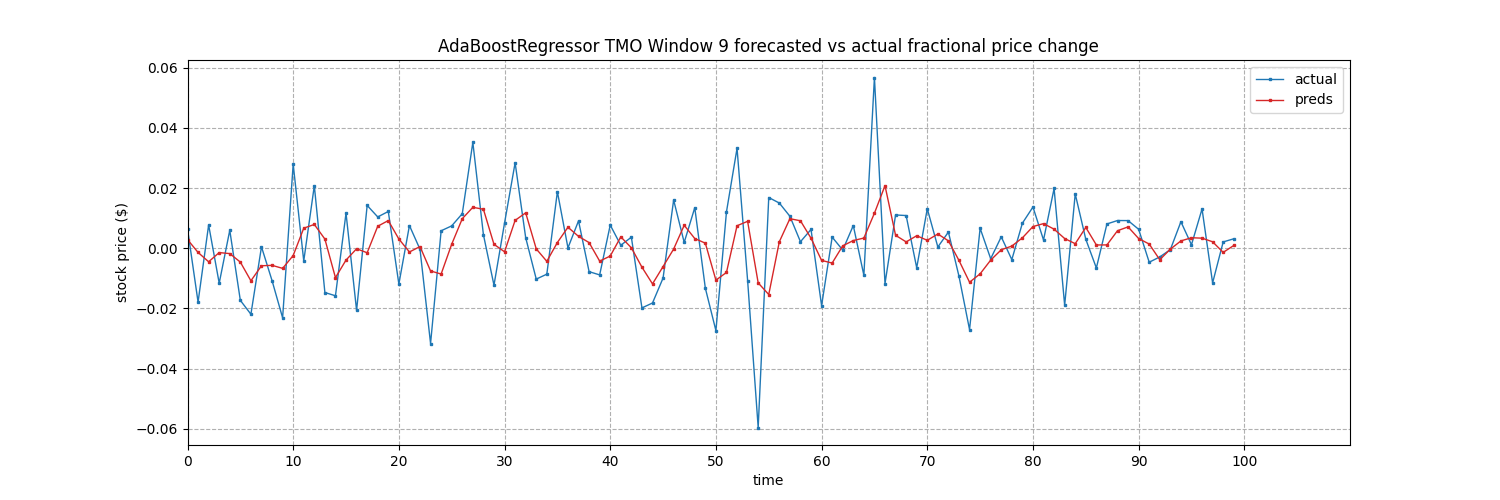 AdaBoostRegressor TMO Window 9 forecasted vs actual fractional price change
actual
preds
stock price ($)
0.06
0.04
0.02
0.00
−0.02
−0.04
−0.06
0 10 20 30 40 50 60 70 80 90 100
time